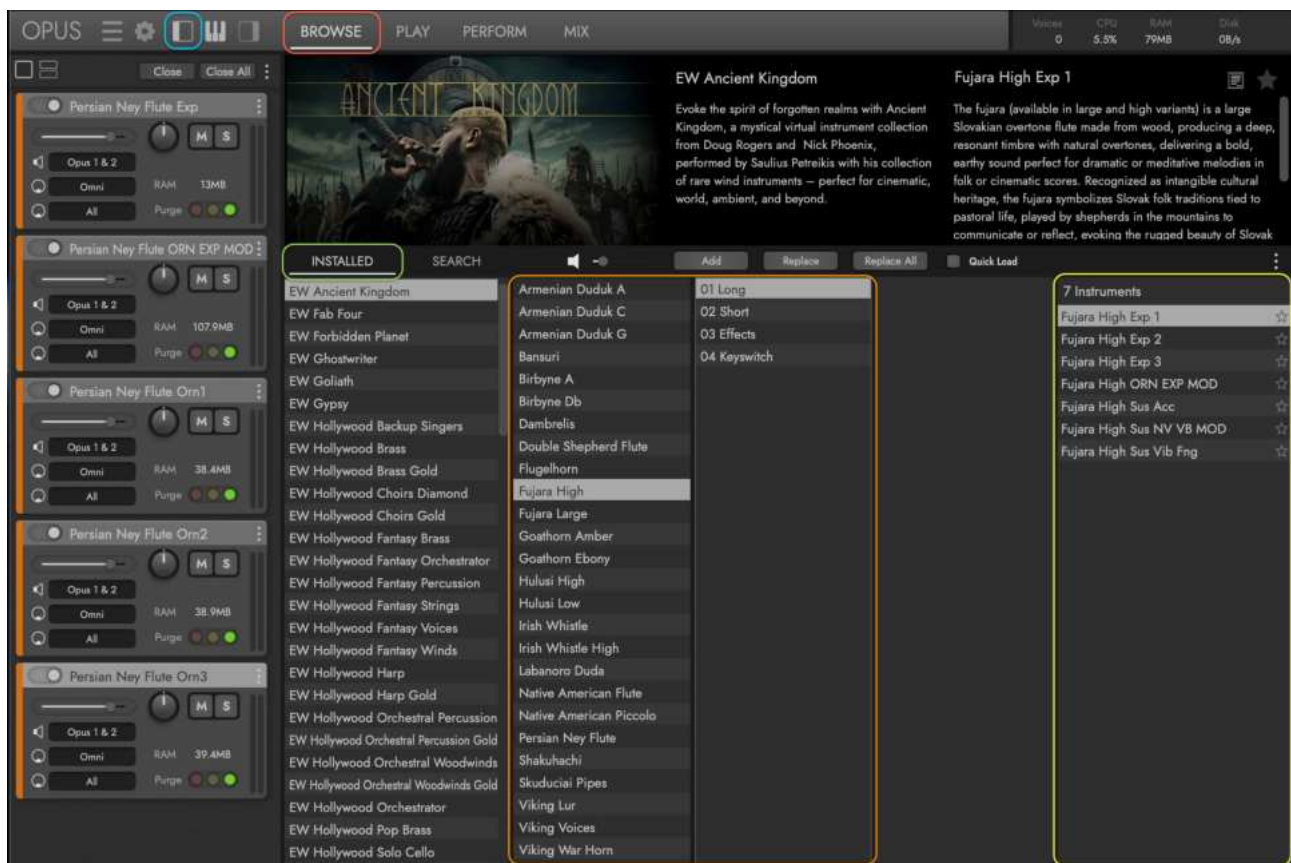 OPUS
BROWSE PLAY PERFORM MIX
Voices CPU RAM Disk
0 5.5% 79MB 0B/s
Close Close All
Persian Ney Flute Exp
M S
Opus 1 & 2
Omni RAM 13MB
All Purge
Persian Ney Flute ORN EXP MOD
M S
Opus 1 & 2
Omni RAM 107.9MB
All Purge
Persian Ney Flute Orn1
M S
Opus 1 & 2
Omni RAM 38.4MB
All Purge
Persian Ney Flute Orn2
M S
Opus 1 & 2
Omni RAM 38.9MB
All Purge
Persian Ney Flute Orn3
M S
Opus 1 & 2
Omni RAM 39.4MB
All Purge
ANCIENT KINGDOM
EW Ancient Kingdom
Evoke the spirit of forgotten realms with Ancient
Kingdom, a mystical virtual instrument collection
from Doug Rogers and Nick Phoenix,
performed by Saulius Petreikis with his collection
of rare wind instruments – perfect for cinematic,
world, ambient, and beyond.
Fujara High Exp 1
The fujara (available in large and high variants) is a large
Slovakian overtone flute made from wood, producing a deep,
resonant timbre with natural overtones, delivering a bold,
earthy sound perfect for dramatic or meditative melodies in
folk or cinematic scores. Recognized as intangible cultural
heritage, the fujara symbolizes Slovak folk traditions tied to
pastoral life, played by shepherds in the mountains to
communicate or reflect, evoking the rugged beauty of Slovak
INSTALLED SEARCH Add Replace Replace All Quick Load
EW Ancient Kingdom
EW Fab Four
EW Forbidden Planet
EW Ghostwriter
EW Goliath
EW Gypsy
EW Hollywood Backup Singers
EW Hollywood Brass
EW Hollywood Brass Gold
EW Hollywood Choirs Diamond
EW Hollywood Choirs Gold
EW Hollywood Fantasy Brass
EW Hollywood Fantasy Orchestrator
EW Hollywood Fantasy Percussion
EW Hollywood Fantasy Strings
EW Hollywood Fantasy Voices
EW Hollywood Fantasy Winds
EW Hollywood Harp
EW Hollywood Harp Gold
EW Hollywood Orchestral Percussion
EW Hollywood Orchestral Percussion Gold
EW Hollywood Orchestral Woodwinds
EW Hollywood Orchestral Woodwinds Gold
EW Hollywood Orchestrator
EW Hollywood Pop Brass
EW Hollywood Solo Cello
Armenian Duduk A
Armenian Duduk C
Armenian Duduk G
Bansuri
Birbyne A
Birbyne Db
Dambrelis
Double Shepherd Flute
Flugelhorn
Fujara High
Fujara Large
Goathorn Amber
Goathorn Ebony
Hulusi High
Hulusi Low
Irish Whistle
Irish Whistle High
Labanoro Duda
Native American Flute
Native American Piccolo
Persian Ney Flute
Shakuhachi
Skuduciai Pipes
Viking Lur
Viking Voices
Viking War Horn
01 Long
02 Short
03 Effects
04 Keyswitch
7 Instruments
Fujara High Exp 1
Fujara High Exp 2
Fujara High Exp 3
Fujara High ORN EXP MOD
Fujara High Sus Acc
Fujara High Sus NV VB MOD
Fujara High Sus Vib Fng